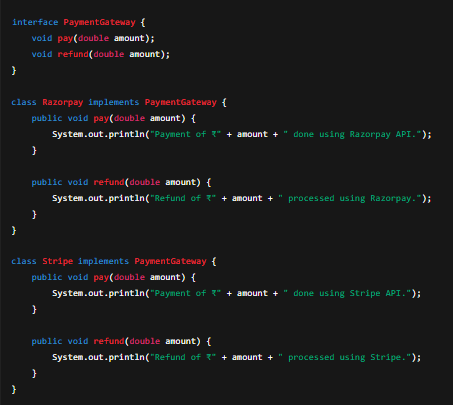 interface PaymentGateway {
    void pay(double amount);
    void refund(double amount);
}

class Razorpay implements PaymentGateway {
    public void pay(double amount) {
        System.out.println("Payment of ₹" + amount + " done using Razorpay API.");
    }

    public void refund(double amount) {
        System.out.println("Refund of ₹" + amount + " processed using Razorpay.");
    }
}

class Stripe implements PaymentGateway {
    public void pay(double amount) {
        System.out.println("Payment of ₹" + amount + " done using Stripe API.");
    }

    public void refund(double amount) {
        System.out.println("Refund of ₹" + amount + " processed using Stripe.");
    }
}